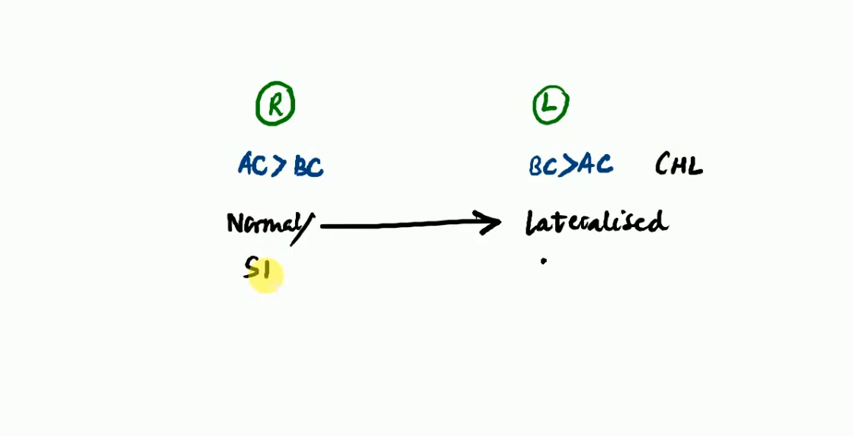 R L
AC > BC BC > AC CHL
Normal/ Lateralised
SI